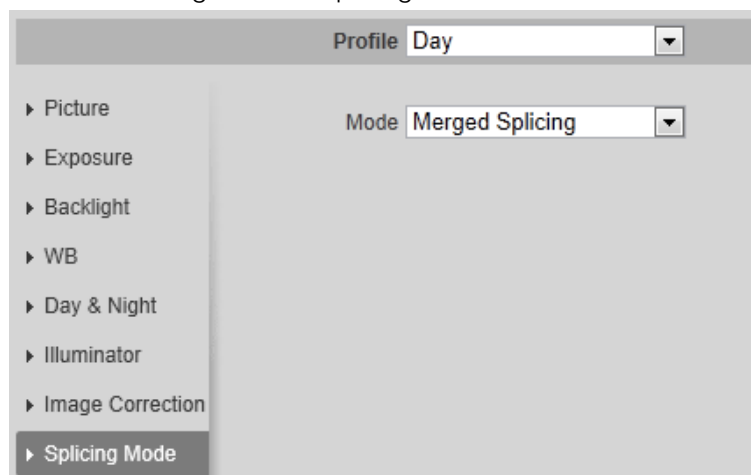 Profile Day
Mode Merged Splicing
Picture
Exposure
Backlight
WB
Day & Night
Illuminator
Image Correction
Splicing Mode